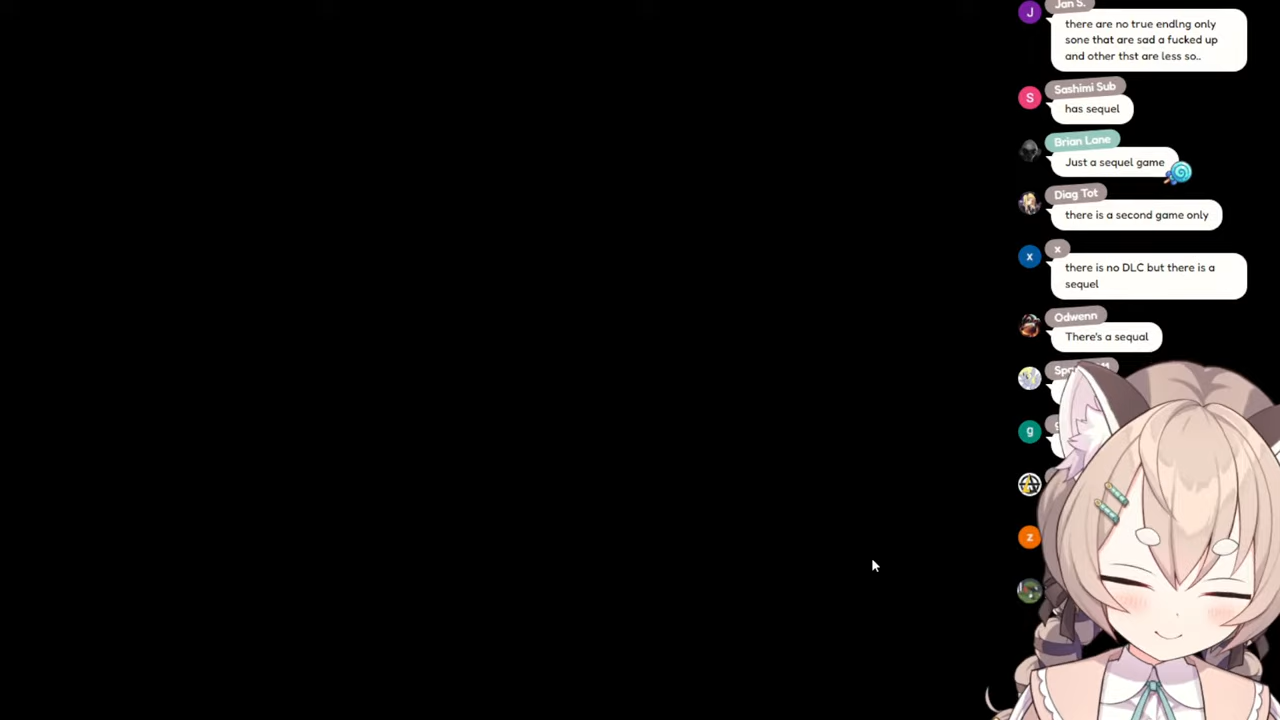 J
Jan S.
there are no true endlng only
sone that are sad a fucked up
and other thst are less so..
S
Sashimi Sub
has sequel
Brian Lane
Just a sequel game
Diag Tot
there is a second game only
x
x
there is no DLC but there is a
sequel
Odwenn
There's a sequal
g
z